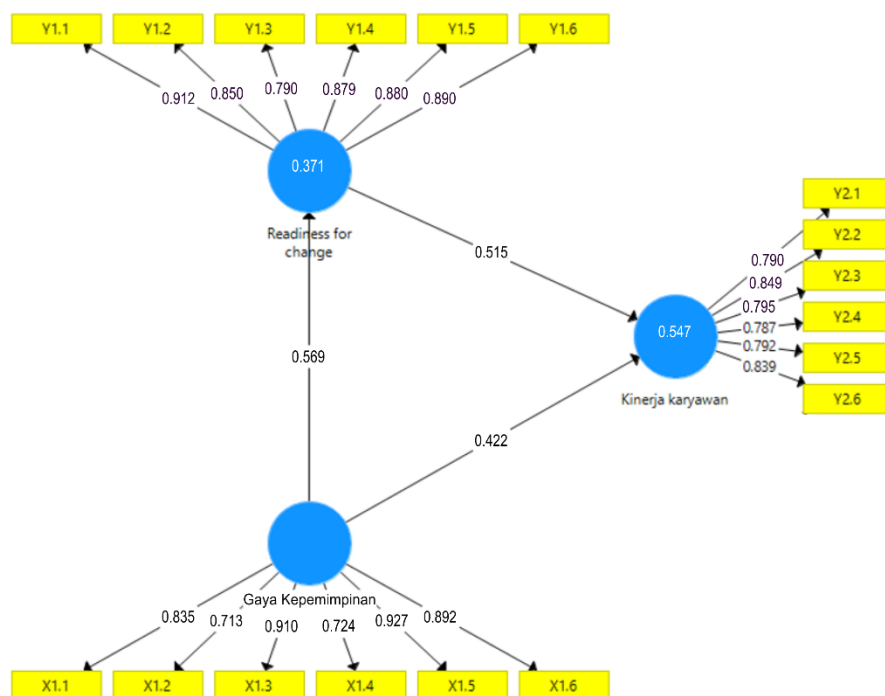 Y1.1 Y1.2 Y1.3 Y1.4 Y1.5 Y1.6
0.912 0.850 0.790 0.879 0.880 0.890
0.371
Readiness for
change
0.515
Y2.1
Y2.2
Y2.3
Y2.4
Y2.5
Y2.6
0.790
0.849
0.795
0.787
0.792
0.839
0.547
Kinerja karyawan
0.569
0.422
Gaya Kepemimpinan
0.835 0.713 0.910 0.724 0.927 0.892
X1.1 X1.2 X1.3 X1.4 X1.5 X1.6